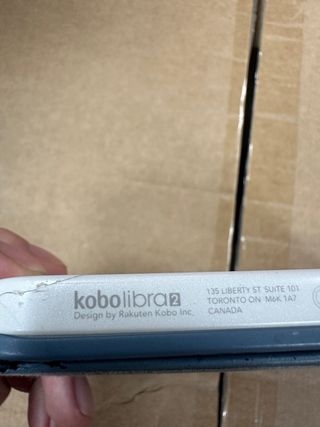 kobolibra2
Design by Rakuten Kobo Inc.
135 LIBERTY ST SUITE 101
TORONTO ON M6K 1A7
CANADA